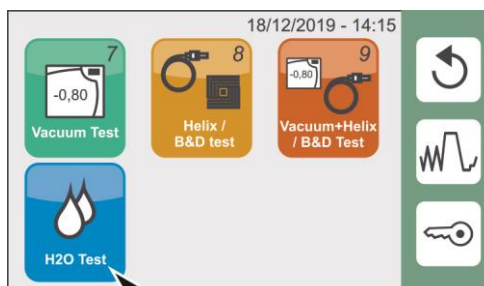 18/12/2019 - 14:15
7
-0,80
Vacuum Test
8
Helix /
B&D test
9
-0,80
Vacuum+Helix
/ B&D Test
H2O Test